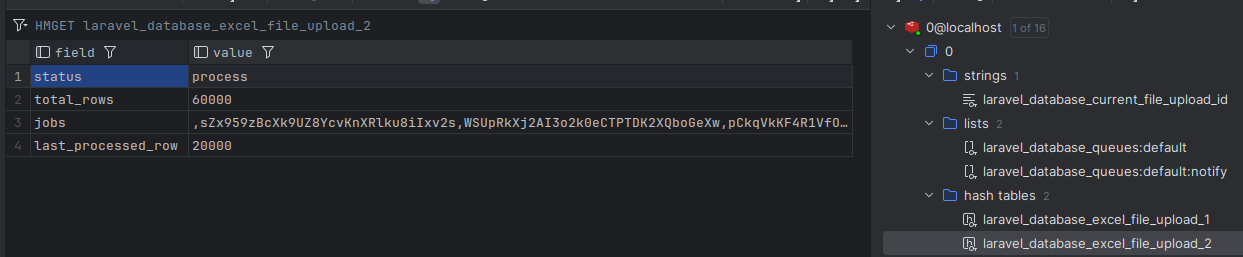 HMGET laravel_database_excel_file_upload_2
field value
1 status process
2 total_rows 60000
3 jobs ,sZx959zBcXk9UZ8YcvKnXRlku8iIxv2s,WSUpRkXj2AI3o2k0eCTPTDK2XQboGeXw,pCkqVkKF4R1VfO…
4 last_processed_row 20000
0@localhost 1 of 16
0
strings 1
laravel_database_current_file_upload_id
lists 2
laravel_database_queues:default
laravel_database_queues:default:notify
hash tables 2
laravel_database_excel_file_upload_1
laravel_database_excel_file_upload_2